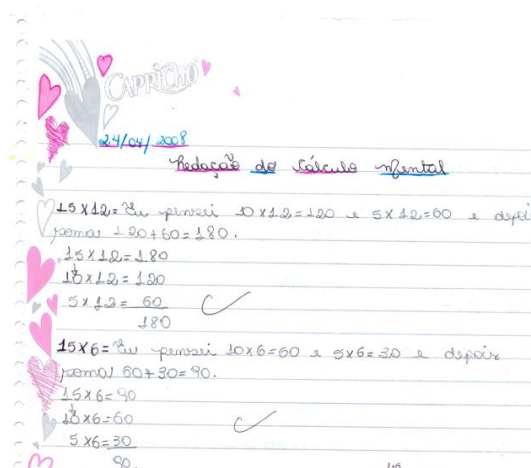 CAPRICHO
24/04/2008
Redação do Cálculo Mental
15x12= Eu pensei 10x12=120 e 5x12=60 e depoi
somei 120+60=180.
15x12=180
10x12=120
5x12= 60
180
15x6= Eu pensei 10x6=60 e 5x6=30 e depois
somei 60+30=90.
15x6=90
10x6=60
5x6=30
90.